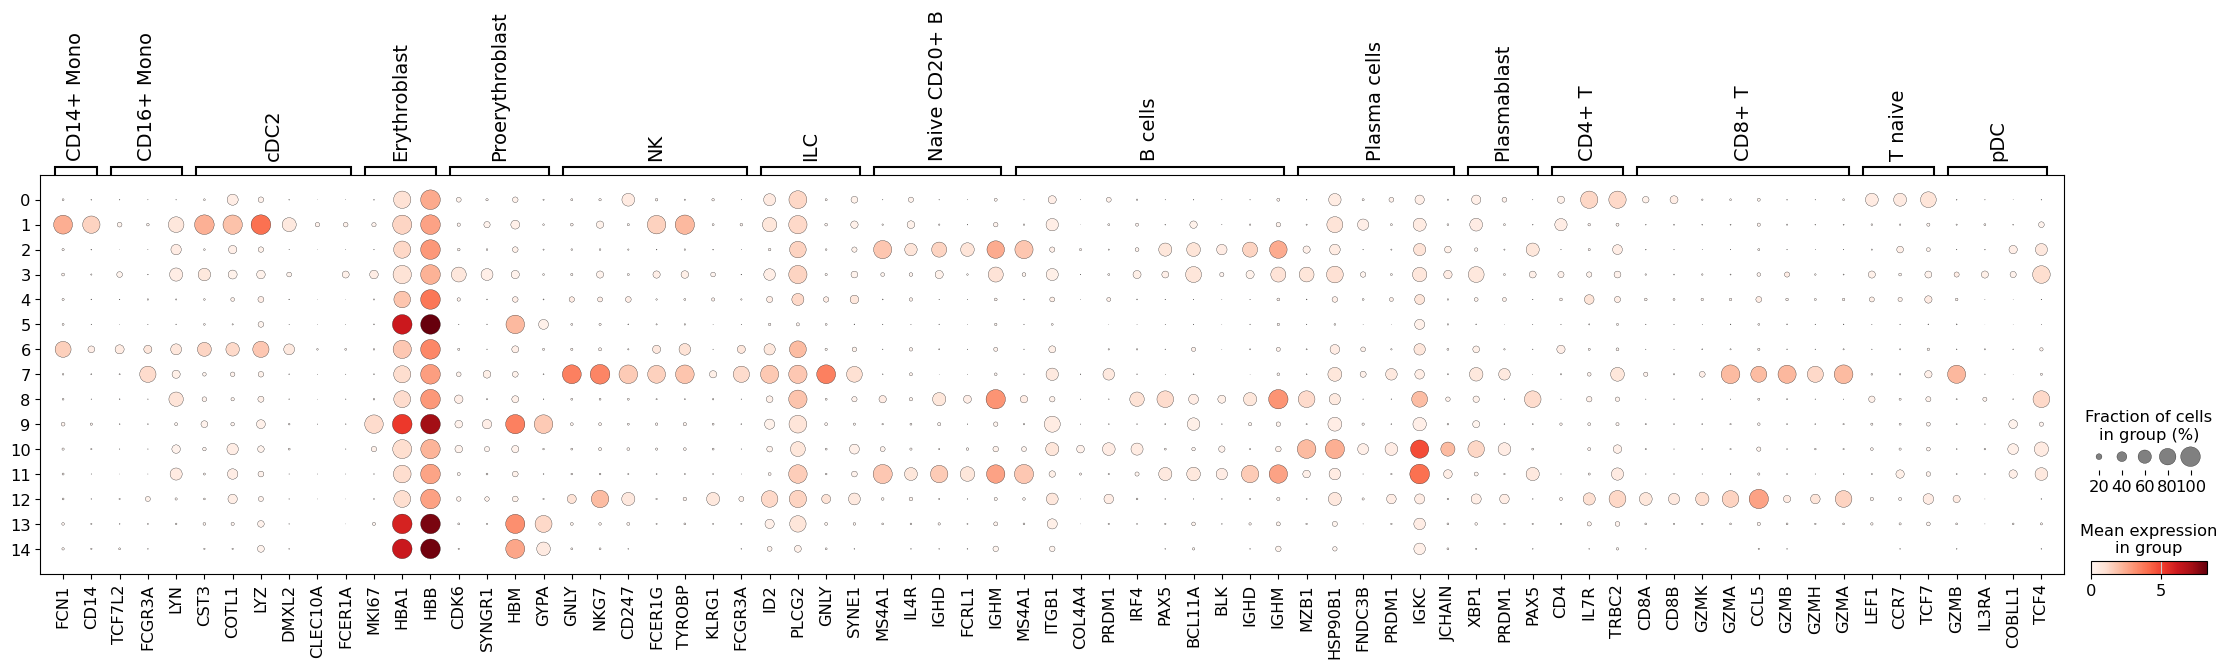 CD14+ Mono
CD16+ Mono
cDC2
Erythroblast
Proerythroblast
NK
ILC
Naive CD20+ B
B cells
Plasma cells
Plasmablast
CD4+ T
CD8+ T
T naive
pDC
0
1
2
3
4
5
6
7
8
9
10
11
12
13
14
FCN1
CD14
TCF7L2
FCGR3A
LYN
CST3
COTL1
LYZ
DMXL2
CLEC10A
FCER1A
MKI67
HBA1
HBB
CDK6
SYNGR1
HBM
GYPA
GNLY
NKG7
CD247
FCER1G
TYROBP
KLRG1
FCGR3A
ID2
PLCG2
GNLY
SYNE1
MS4A1
IL4R
IGHD
FCRL1
IGHM
MS4A1
ITGB1
COL4A4
PRDM1
IRF4
PAX5
BCL11A
BLK
IGHD
IGHM
MZB1
HSP90B1
FNDC3B
PRDM1
IGKC
JCHAIN
XBP1
PRDM1
PAX5
CD4
IL7R
TRBC2
CD8A
CD8B
GZMK
GZMA
CCL5
GZMB
GZMH
GZMA
LEF1
CCR7
TCF7
GZMB
IL3RA
COBLL1
TCF4
Fraction of cells
in group (%)
20 40 60 80 100
Mean expression
in group
0 5